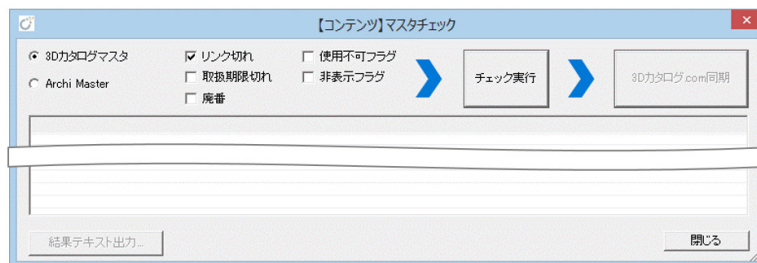 【コンテンツ】マスタチェック
3Dカタログマスタ
Archi Master
リンク切れ
取扱期限切れ
廃番
使用不可フラグ
非表示フラグ
チェック実行
3Dカタログ.com同期
結果テキスト出力...
閉じる